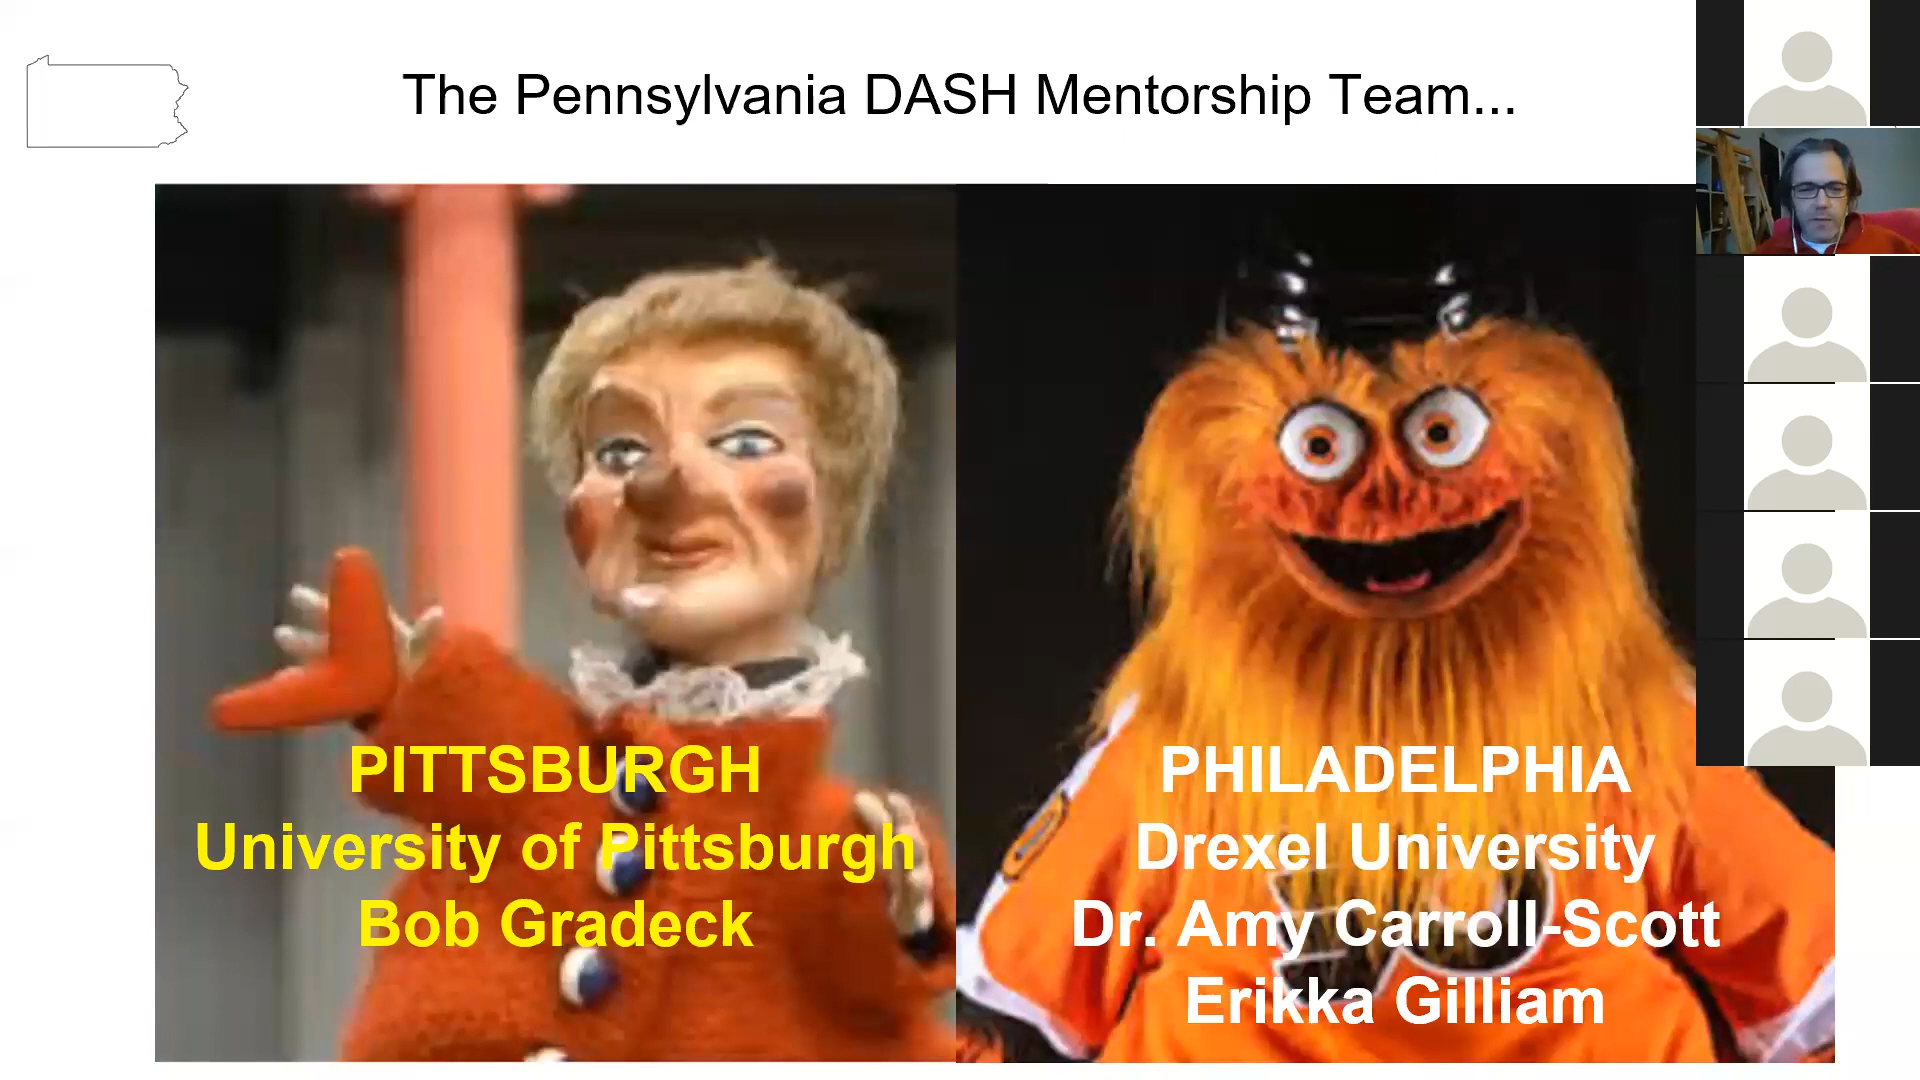 The Pennsylvania DASH Mentorship Team...
PITTSBURGH
University of Pittsburgh
Bob Gradeck
PHILADELPHIA
Drexel University
Dr. Amy Carroll-Scott
Erikka Gilliam